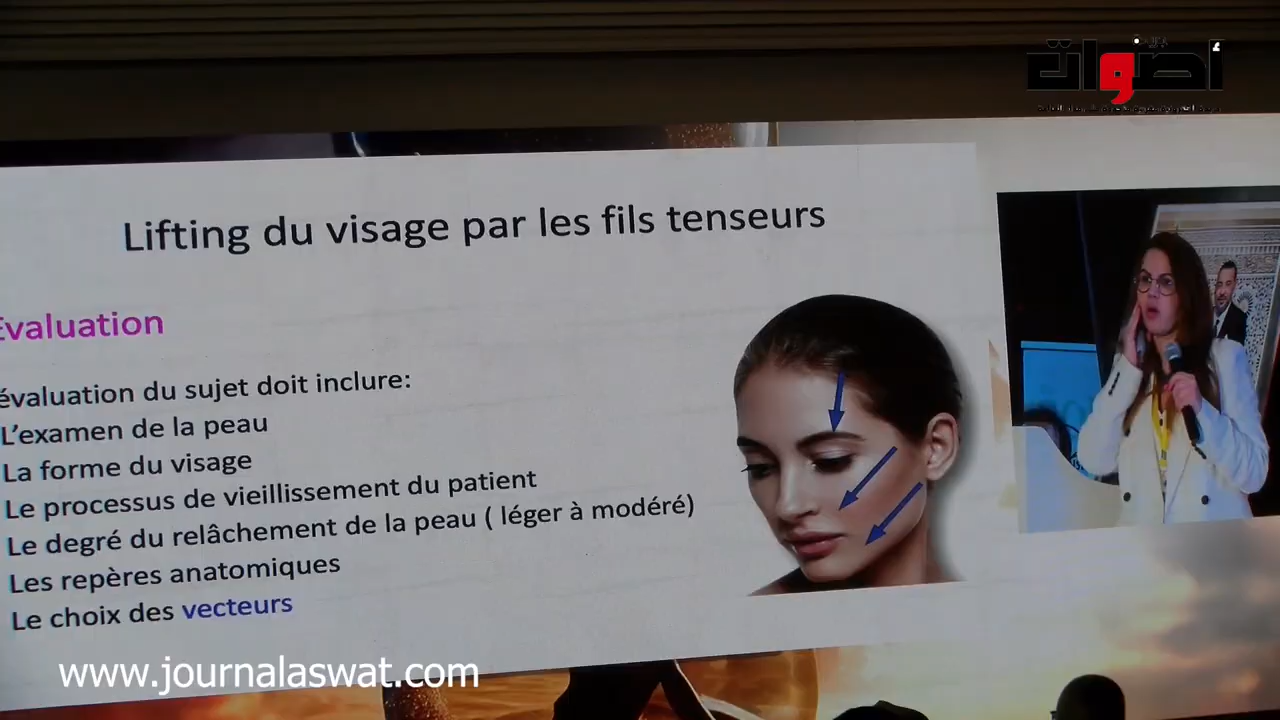 أصوات
Lifting du visage par les fils tenseurs
Evaluation
évaluation du sujet doit inclure:
L'examen de la peau
La forme du visage
Le processus de vieillissement du patient
Le degré du relâchement de la peau ( léger à modéré)
Les repères anatomiques
Le choix des vecteurs
www.journalaswat.com